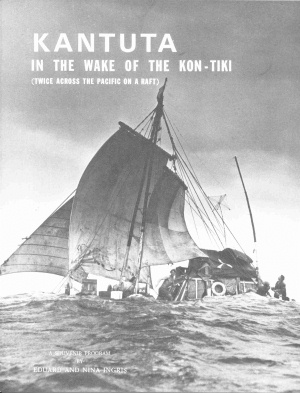 KANTUTA
IN THE WAKE OF THE KON-TIKI
(TWICE ACROSS THE PACIFIC ON A RAFT)
A SOUVENIR PROGRAM
BY
EDUARD AND NINA INGRIS